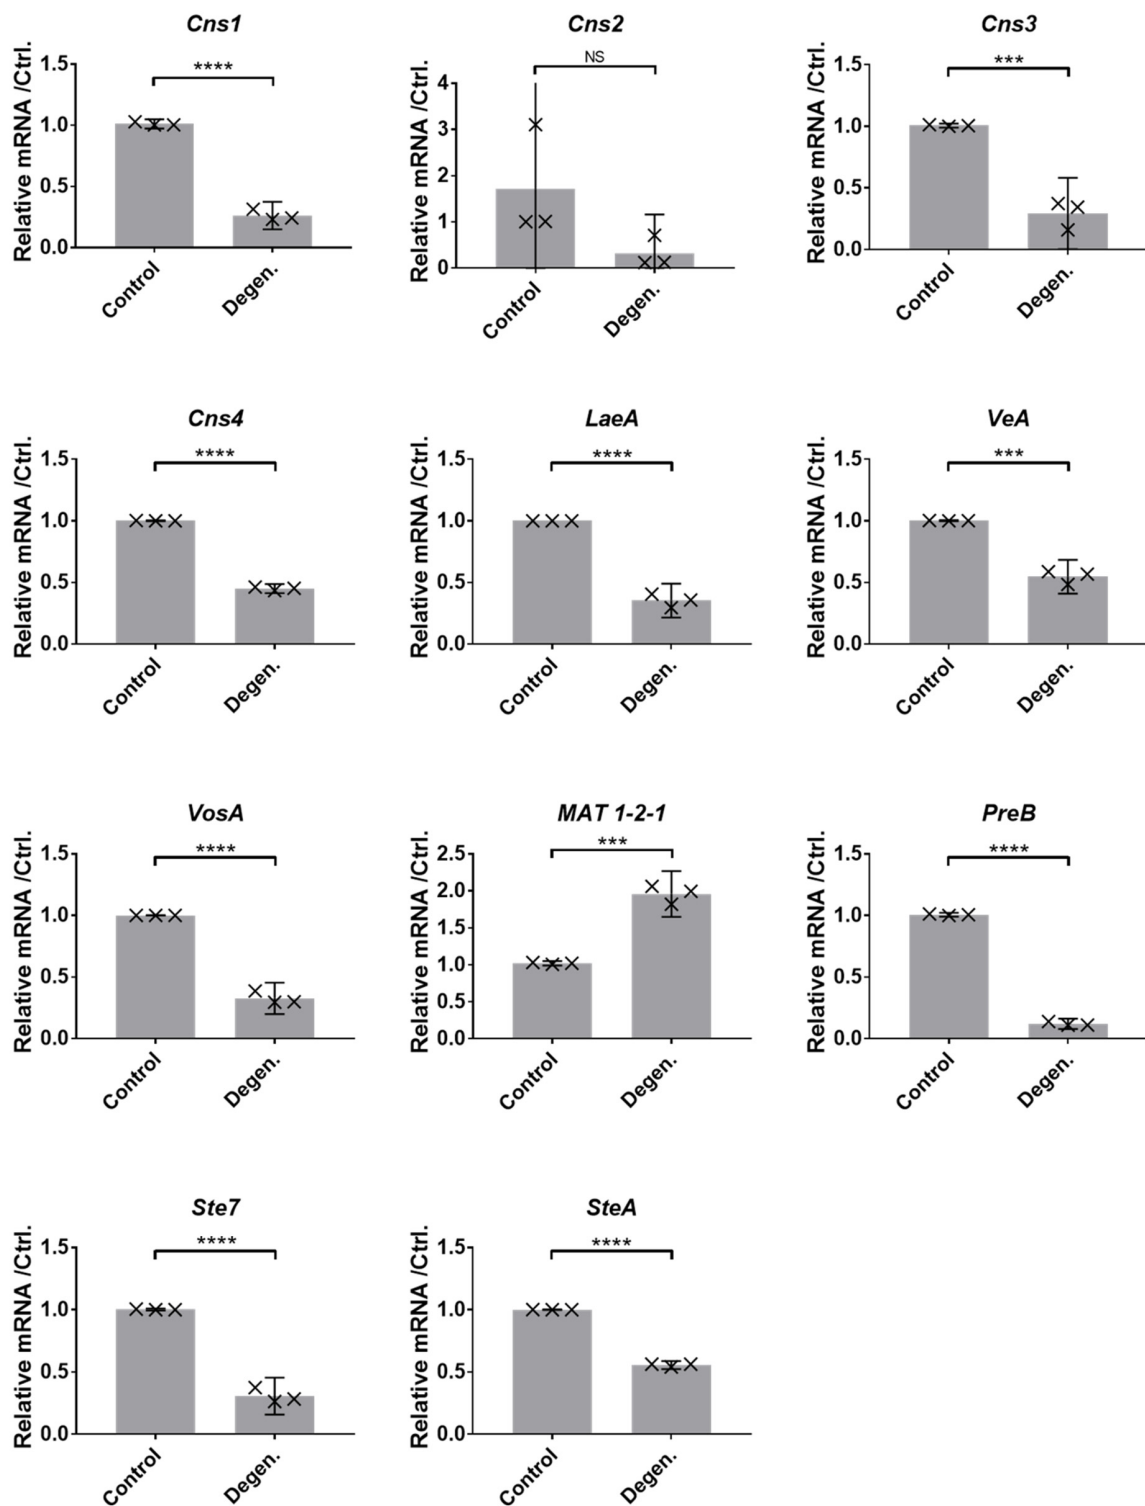 Cns1
Relative mRNA /Ctrl.
1.5
1.0
0.5
0.0
****
Control
Degen.
Cns2
Relative mRNA /Ctrl.
4
3
2
1
0
NS
Control
Degen.
Cns3
Relative mRNA /Ctrl.
1.5
1.0
0.5
0.0
***
Control
Degen.
Cns4
Relative mRNA /Ctrl.
1.5
1.0
0.5
0.0
****
Control
Degen.
LaeA
Relative mRNA /Ctrl.
1.5
1.0
0.5
0.0
****
Control
Degen.
VeA
Relative mRNA /Ctrl.
1.5
1.0
0.5
0.0
***
Control
Degen.
VosA
Relative mRNA /Ctrl.
1.5
1.0
0.5
0.0
****
Control
Degen.
MAT 1-2-1
Relative mRNA /Ctrl.
2.5
2.0
1.5
1.0
0.5
0.0
***
Control
Degen.
PreB
Relative mRNA /Ctrl.
1.5
1.0
0.5
0.0
****
Control
Degen.
Ste7
Relative mRNA /Ctrl.
1.5
1.0
0.5
0.0
****
Control
Degen.
SteA
Relative mRNA /Ctrl.
1.5
1.0
0.5
0.0
****
Control
Degen.